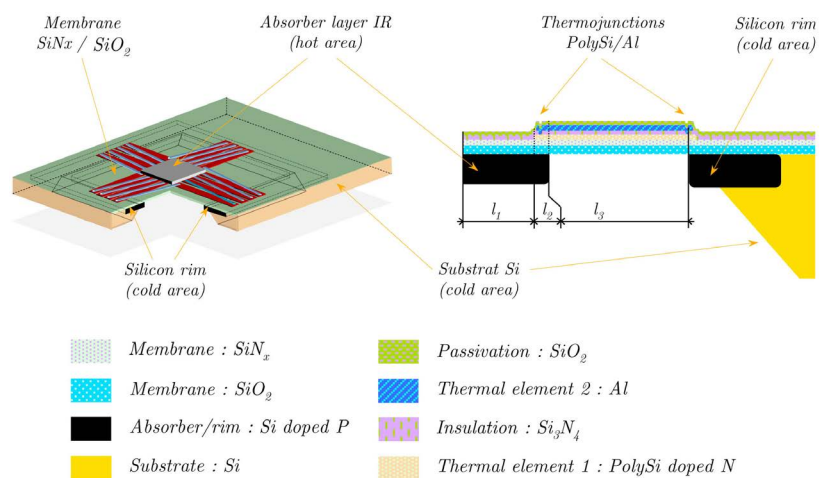 Membrane
SiNx / SiO2
Absorber layer IR
(hot area)
Thermojunctions
PolySi/Al
Silicon rim
(cold area)
l1
l2
l3
Silicon rim
(cold area)
Substrat Si
(cold area)
Membrane : SiNx
Membrane : SiO2
Absorber/rim : Si doped P
Substrate : Si
Passivation : SiO2
Thermal element 2 : Al
Insulation : Si3N4
Thermal element 1 : PolySi doped N